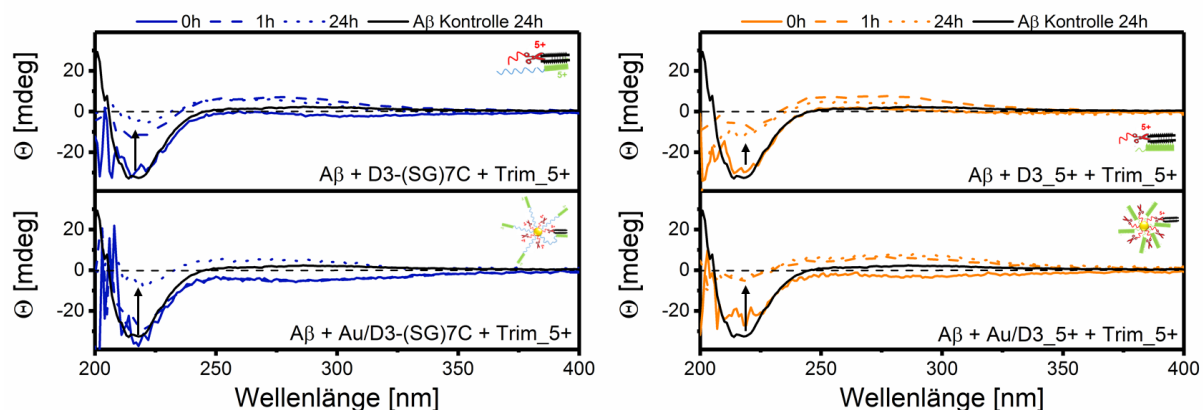 0h 1h 24h Aβ Kontrolle 24h
20
0
-20
Θ [mdeg]
5+
5+
Aβ + D3-(SG)7C + Trim_5+
20
0
-20
Θ [mdeg]
Aβ + Au/D3-(SG)7C + Trim_5+
200 250 300 350 400
Wellenlänge [nm]
0h 1h 24h Aβ Kontrolle 24h
20
0
-20
Θ [mdeg]
5+
Aβ + D3_5+ + Trim_5+
20
0
-20
Θ [mdeg]
Aβ + Au/D3_5+ + Trim_5+
200 250 300 350 400
Wellenlänge [nm]